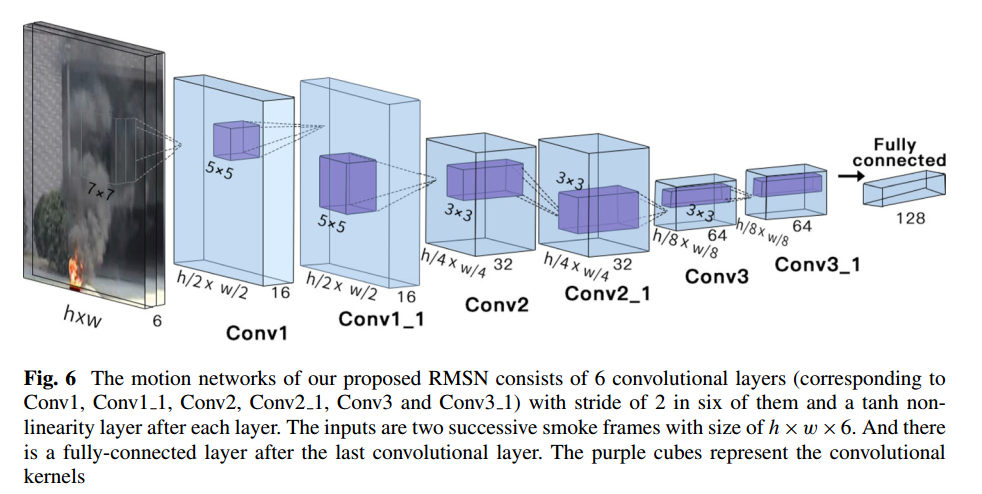 7×7
h×w
6
5×5
h/2× w/2
16
Conv1
5×5
h/2× w/2
16
Conv1_1
3×3
h/4× w/4
32
Conv2
3×3
h/4× w/4
32
Conv2_1
3×3
h/8× w/8
64
Conv3
h/8× w/8
64
Conv3_1
Fully
connected
128
Fig. 6 The motion networks of our proposed RMSN consists of 6 convolutional layers (corresponding to
Conv1, Conv1_1, Conv2, Conv2_1, Conv3 and Conv3_1) with stride of 2 in six of them and a tanh non-
linearity layer after each layer. The inputs are two successive smoke frames with size of h × w × 6. And there
is a fully-connected layer after the last convolutional layer. The purple cubes represent the convolutional
kernels